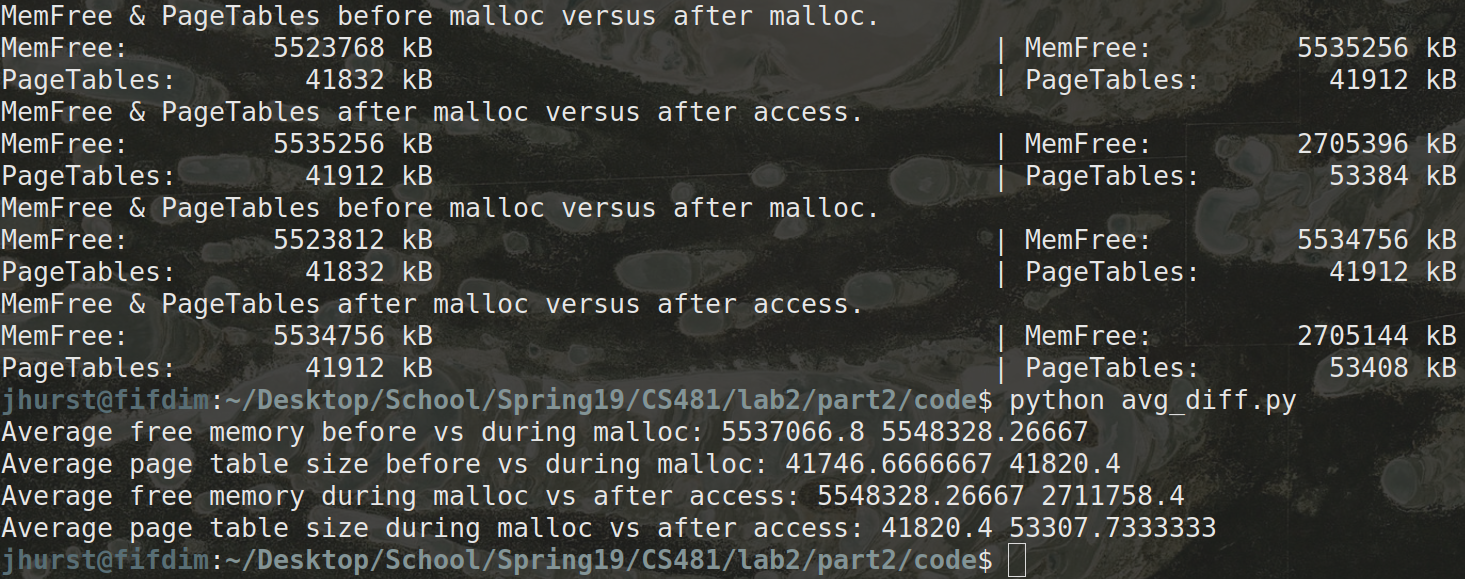 MemFree & PageTables before malloc versus after malloc.
MemFree:         5523768 kB                                   | MemFree:         5535256 kB
PageTables:        41832 kB                                   | PageTables:        41912 kB
MemFree & PageTables after malloc versus after access.
MemFree:         5535256 kB                                   | MemFree:         2705396 kB
PageTables:        41912 kB                                   | PageTables:        53384 kB
MemFree & PageTables before malloc versus after malloc.
MemFree:         5523812 kB                                   | MemFree:         5534756 kB
PageTables:        41832 kB                                   | PageTables:        41912 kB
MemFree & PageTables after malloc versus after access.
MemFree:         5534756 kB                                   | MemFree:         2705144 kB
PageTables:        41912 kB                                   | PageTables:        53408 kB
jhurst@fifdim:~/Desktop/School/Spring19/CS481/lab2/part2/code$ python avg_diff.py
Average free memory before vs during malloc: 5537066.8 5548328.26667
Average page table size before vs during malloc: 41746.6666667 41820.4
Average free memory during malloc vs after access: 5548328.26667 2711758.4
Average page table size during malloc vs after access: 41820.4 53307.7333333
jhurst@fifdim:~/Desktop/School/Spring19/CS481/lab2/part2/code$